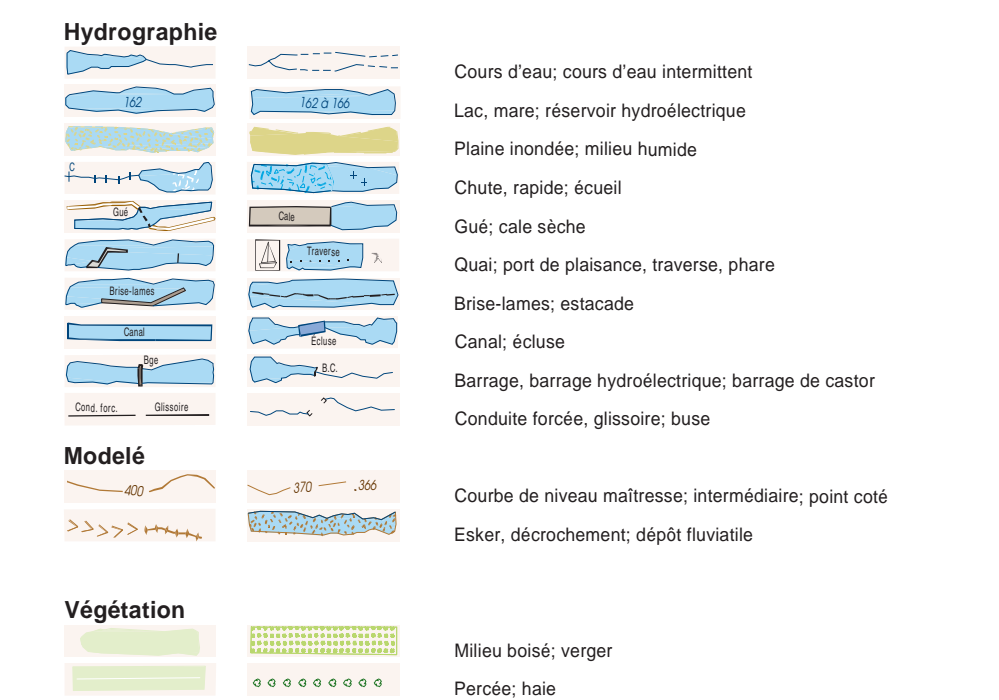 Hydrographie
Cours d'eau; cours d'eau intermittent
162 162 à 166 Lac, mare; réservoir hydroélectrique
Plaine inondée; milieu humide
C Chute, rapide; écueil
Gué Cale Gué; cale sèche
Traverse Quai; port de plaisance, traverse, phare
Brise-lames Brise-lames; estacade
Canal Écluse Canal; écluse
Bge B.C. Barrage, barrage hydroélectrique; barrage de castor
Cond. forc. Glissoire Conduite forcée, glissoire; buse
Modelé
400 370 .366 Courbe de niveau maîtresse; intermédiaire; point coté
Esker, décrochement; dépôt fluviatile
Végétation
Milieu boisé; verger
Percée; haie